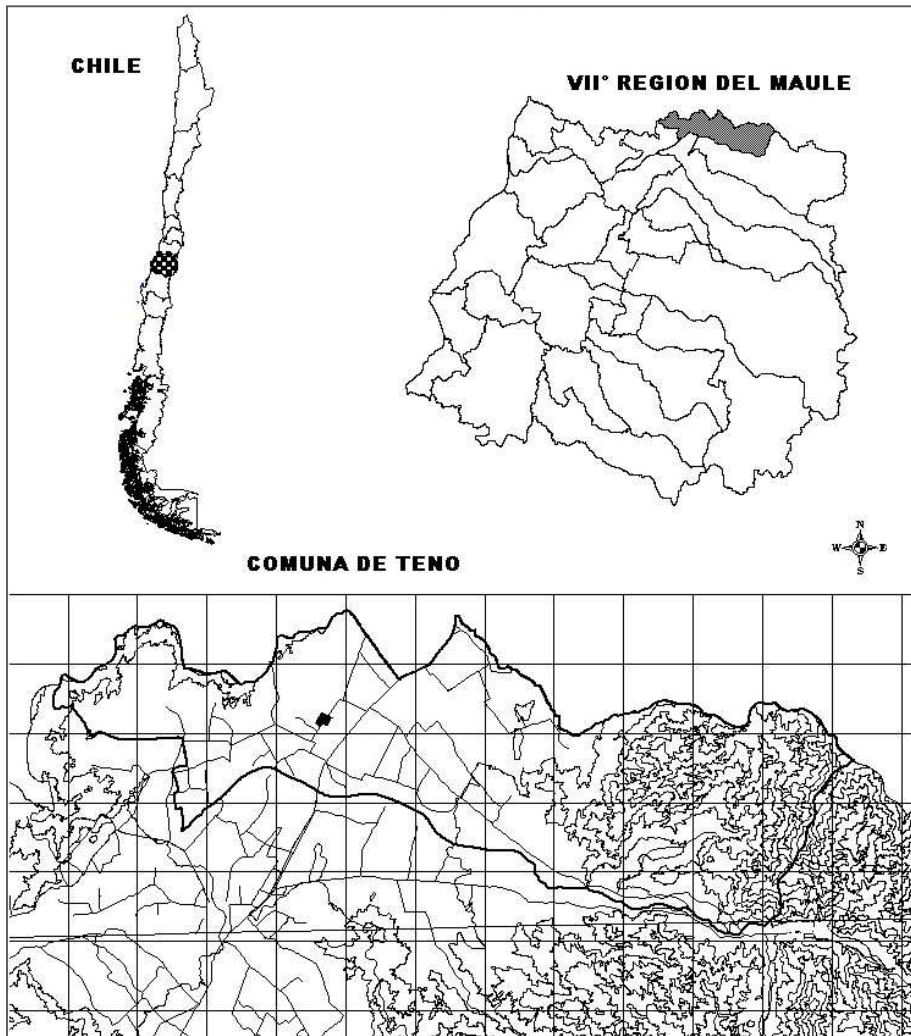 CHILE
VII° REGION DEL MAULE
N
W E
S
COMUNA DE TENO